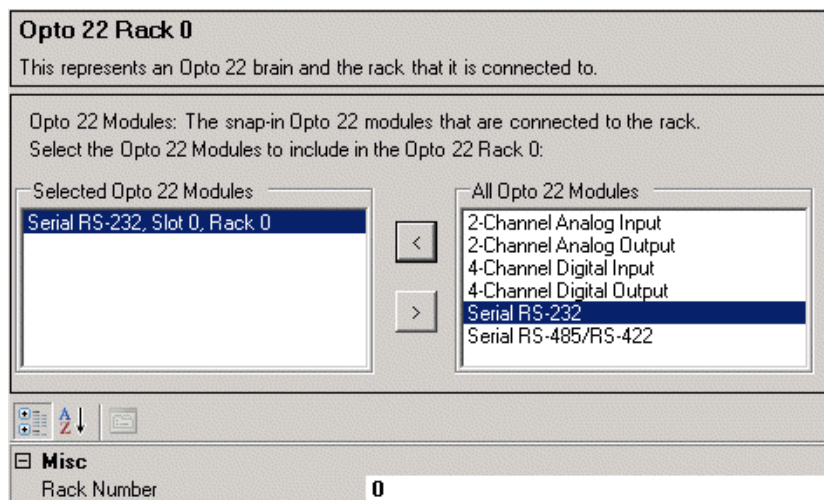 Opto 22 Rack 0
This represents an Opto 22 brain and the rack that it is connected to.
Opto 22 Modules: The snap-in Opto 22 modules that are connected to the rack.
Select the Opto 22 Modules to include in the Opto 22 Rack 0:
Selected Opto 22 Modules
Serial RS-232, Slot 0, Rack 0
<
>
All Opto 22 Modules
2-Channel Analog Input
2-Channel Analog Output
4-Channel Digital Input
4-Channel Digital Output
Serial RS-232
Serial RS-485/RS-422
A
Z
Misc
Rack Number 0